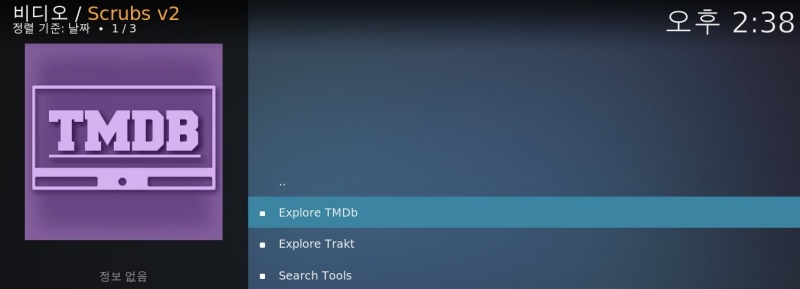 비디오 / Scrubs v2
정렬 기준: 날짜 • 1 / 3
오후 2:38
TMDB
..
Explore TMDb
Explore Trakt
Search Tools
정보 없음